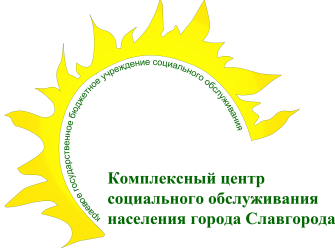 краевое государственное бюджетное учреждение социального обслуживания
Комплексный центр
социального обслуживания
населения города Славгорода